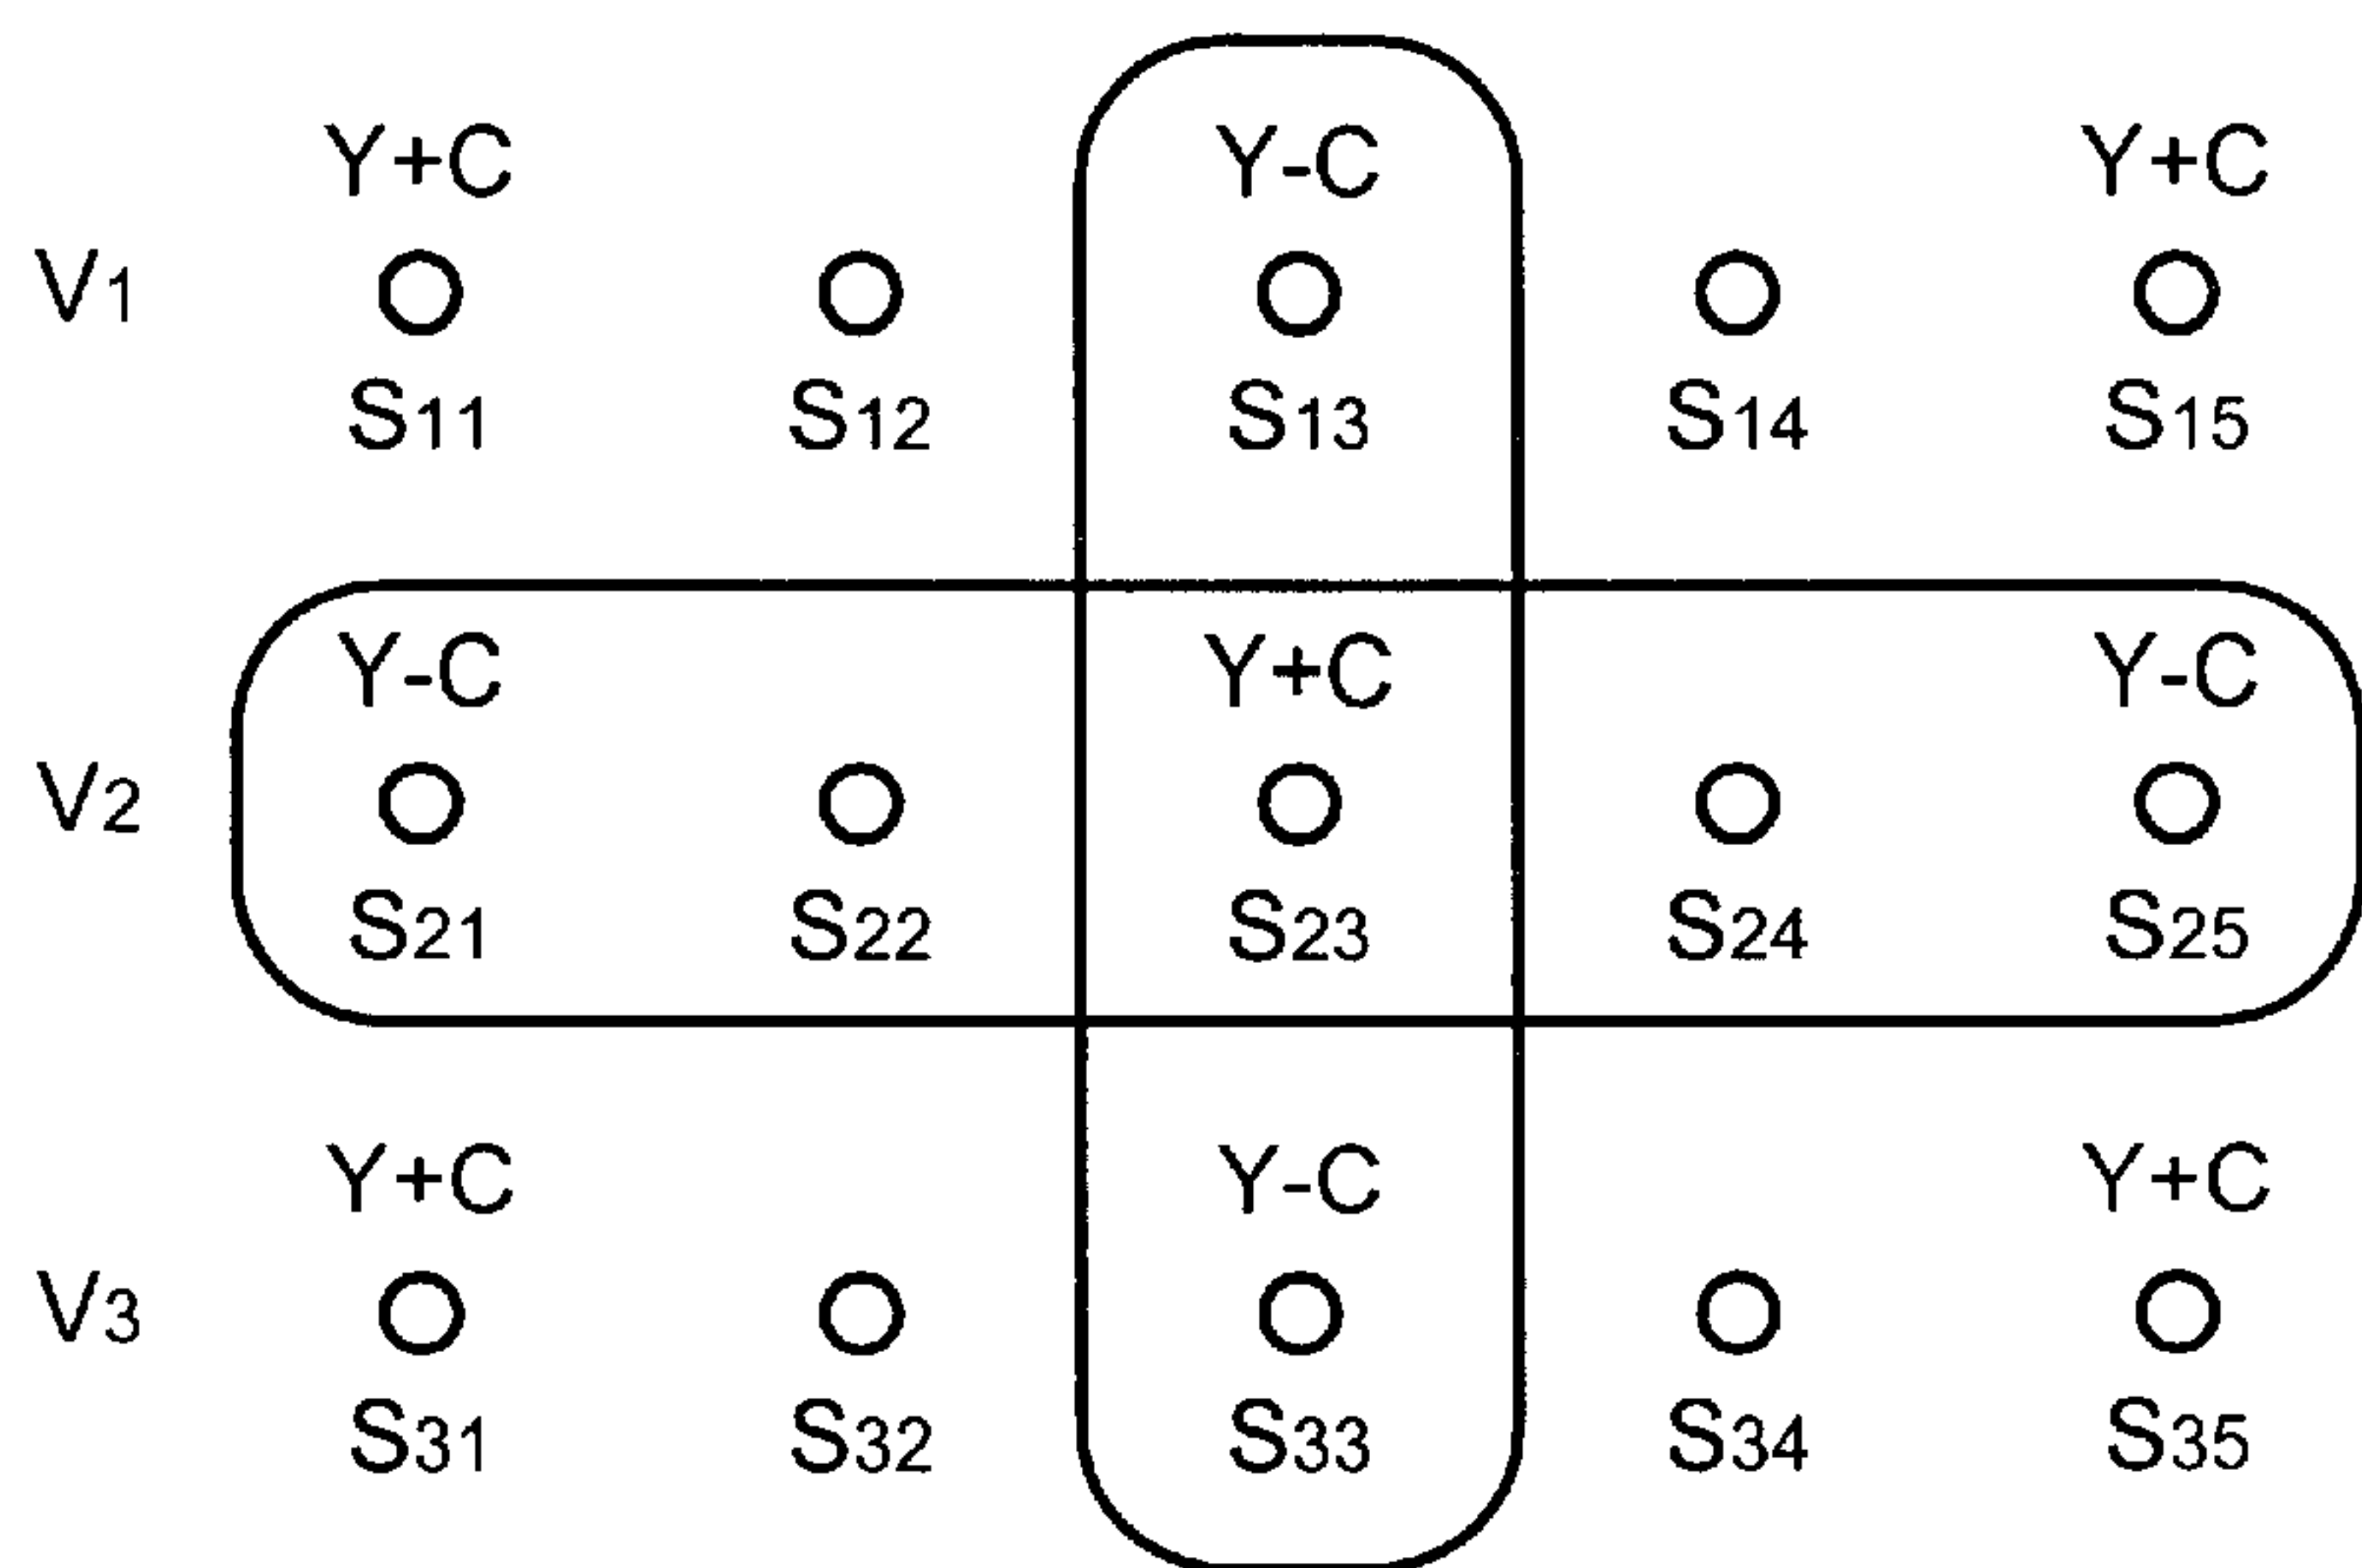 Y+C Y-C Y+C
V1
S11 S12 S13 S14 S15
Y-C Y+C Y-C
V2
S21 S22 S23 S24 S25
Y+C Y-C Y+C
V3
S31 S32 S33 S34 S35